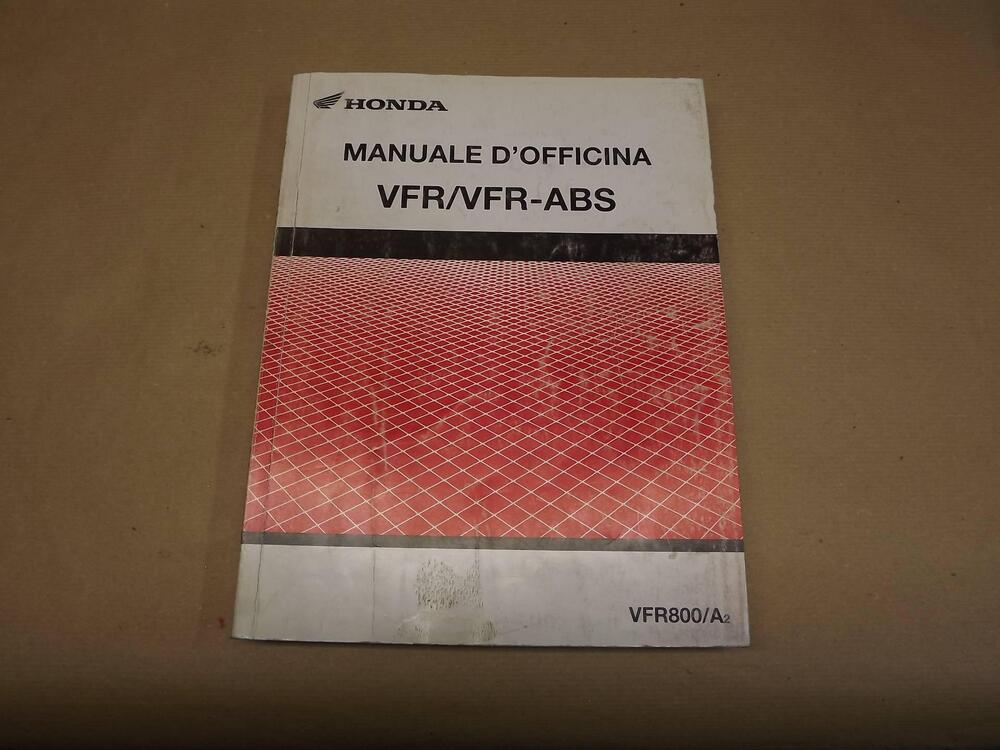 HONDA
MANUALE D'OFFICINA
VFR/VFR-ABS
VFR800/A2